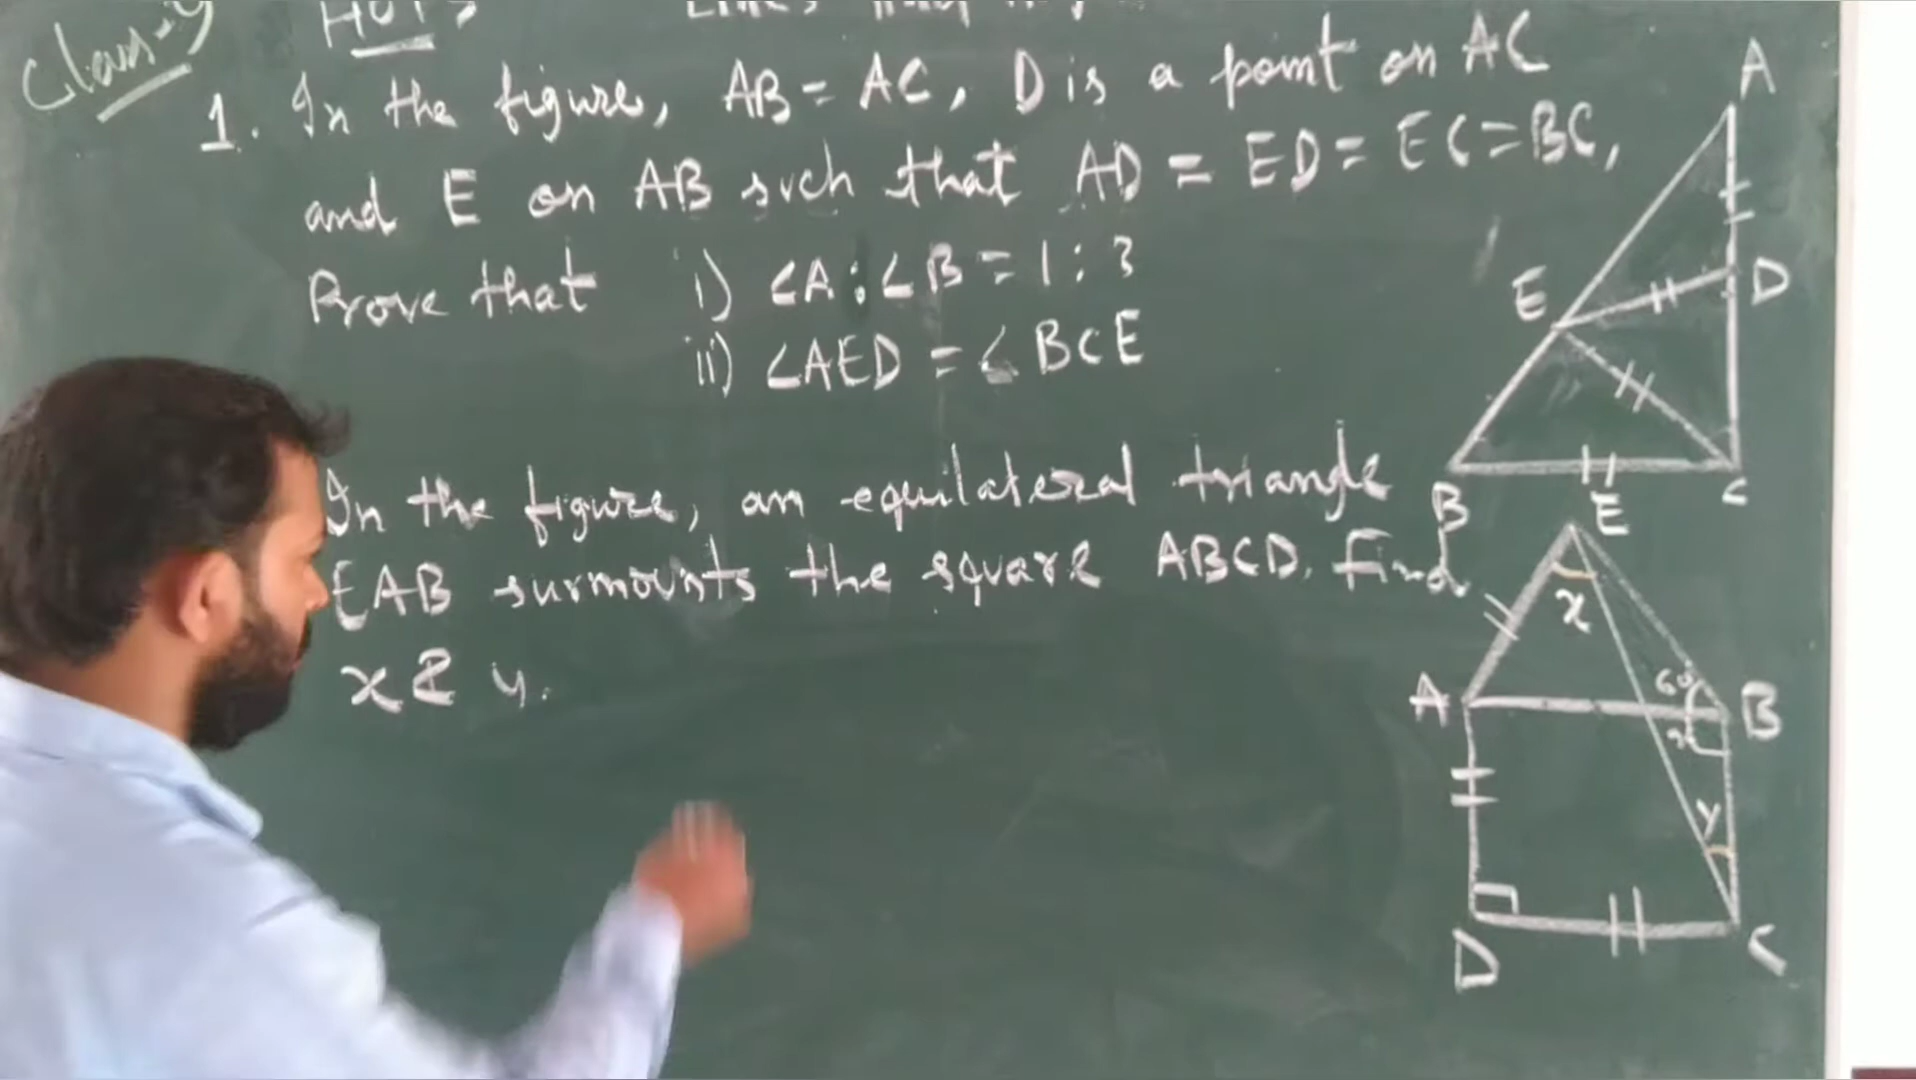 Class-9
HOTS
1. In the figure, AB = AC, D is a point on AC
and E on AB such that AD = ED = EC = BC,
Prove that i) ∠A : ∠B = 1 : 3
ii) ∠AED = ∠BCE
A
E
D
B
C
In the figure, an equilateral triangle
EAB surmounts the square ABCD. Find
x & y.
E
x
A
60
B
y
D
C